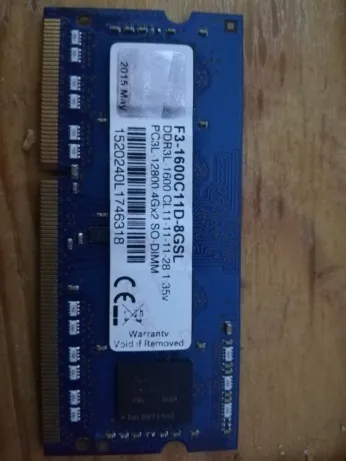 2015 May
F3-1600C11D-8GSL
DDR3L-1600 CL11-11-11-28 1.35v
PC3L-12800 4Gx2 SO-DIMM
1520240L1746318
CE
Warranty
Void if Removed